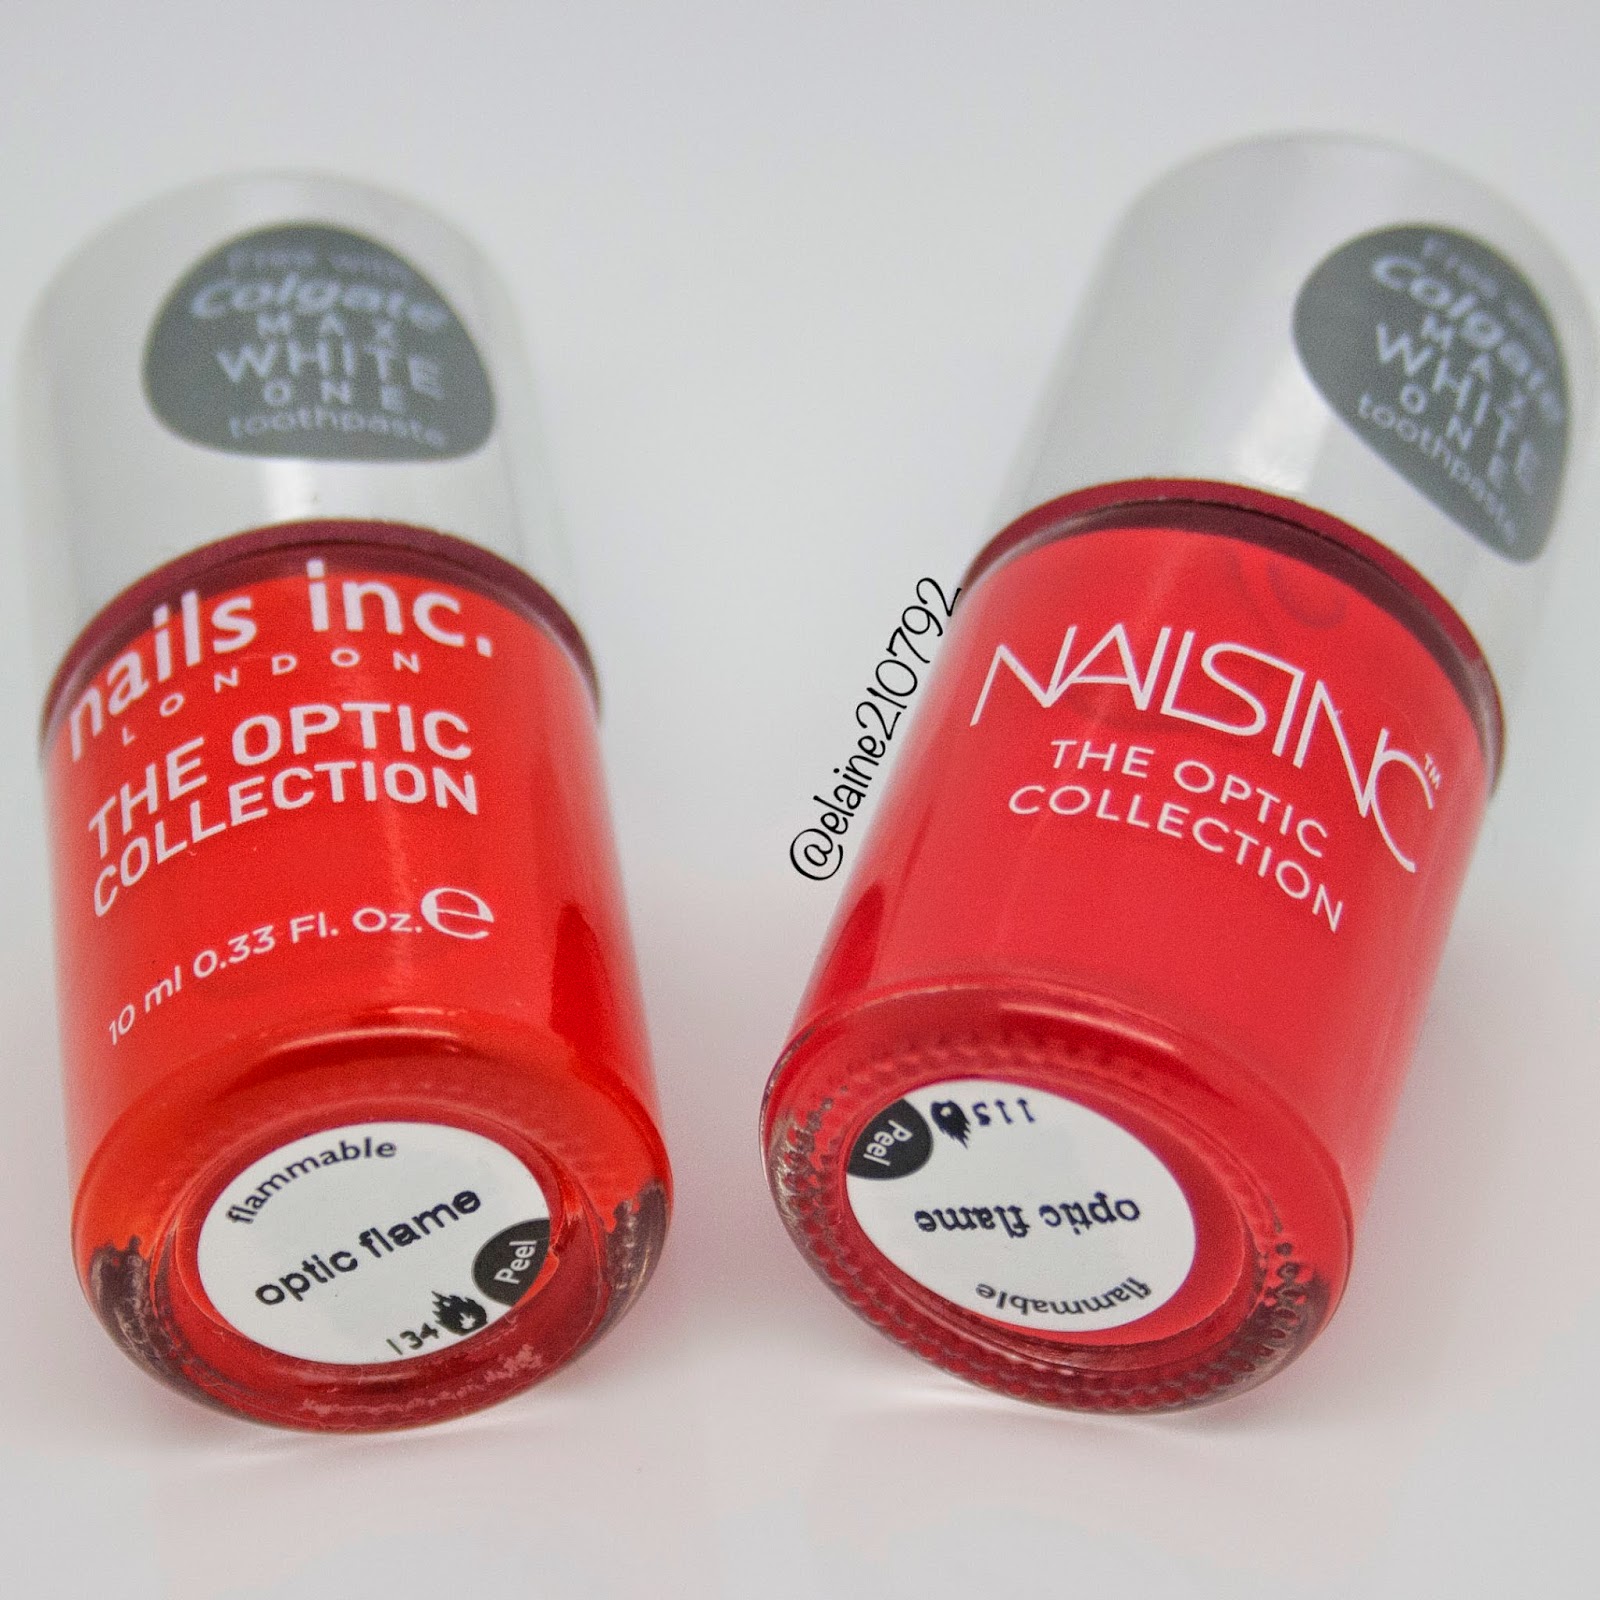 Free with
Colgate
MAX
WHITE
ONE
toothpaste
nails inc.
LONDON
THE OPTIC
COLLECTION
10 ml 0.33 Fl. Oz. e
flammable
optic flame
Peel
134
@elaine210792
Free with
Colgate
MAX
WHITE
ONE
toothpaste
NAILSINC™
THE OPTIC
COLLECTION
Peel
115
optic flame
flammable